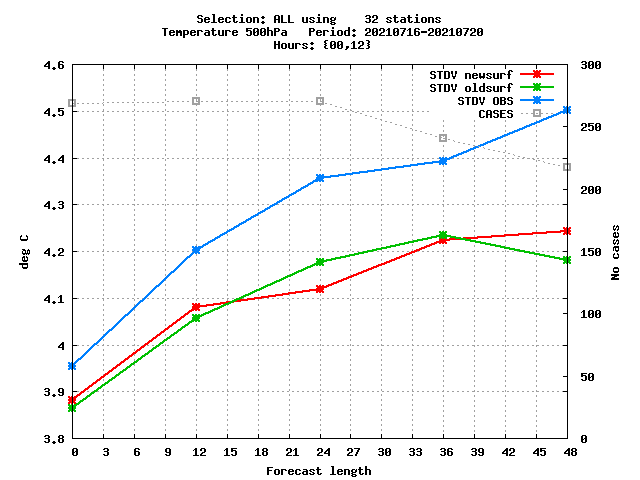 Selection: ALL using    32 stations
Temperature 500hPa   Period: 20210716-20210720
Hours: {00,12}
STDV newsurf
STDV oldsurf
STDV OBS
CASES
4.6
4.5
4.4
4.3
4.2
4.1
4
3.9
3.8
deg C
300
250
200
150
100
50
0
No cases
0 3 6 9 12 15 18 21 24 27 30 33 36 39 42 45 48
Forecast length